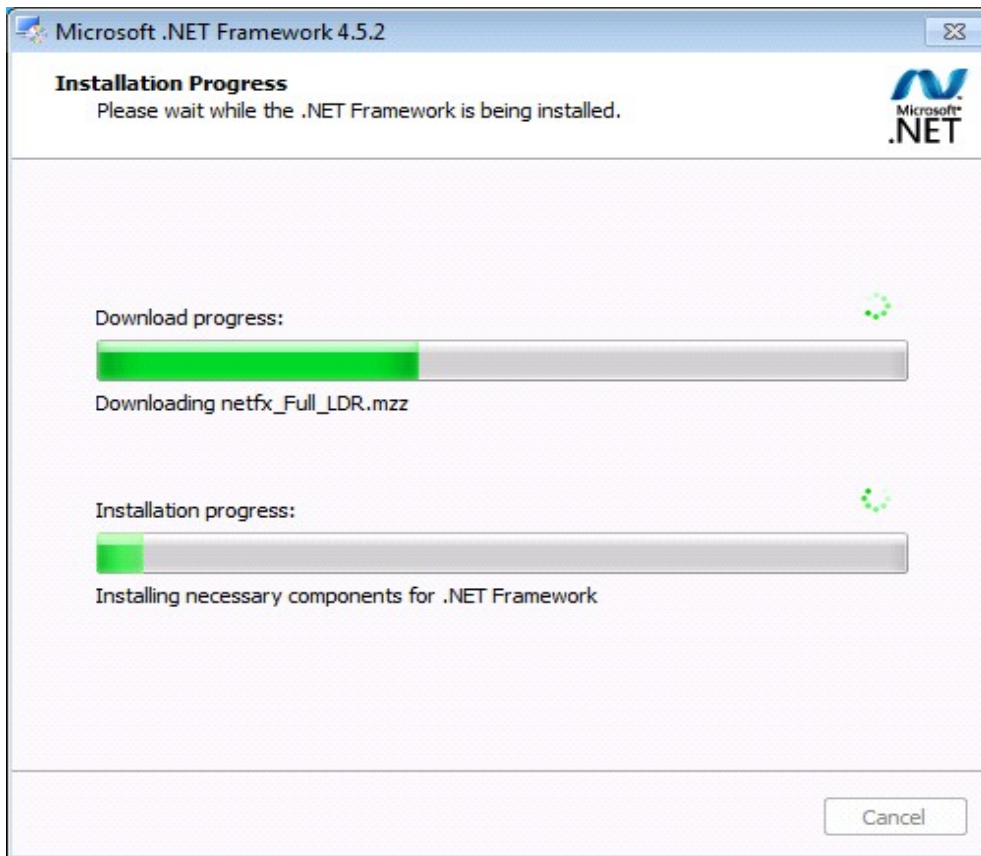 Microsoft .NET Framework 4.5.2
Installation Progress
Please wait while the .NET Framework is being installed.
Microsoft
.NET
Download progress:
Downloading netfx_Full_LDR.mzz
Installation progress:
Installing necessary components for .NET Framework
Cancel